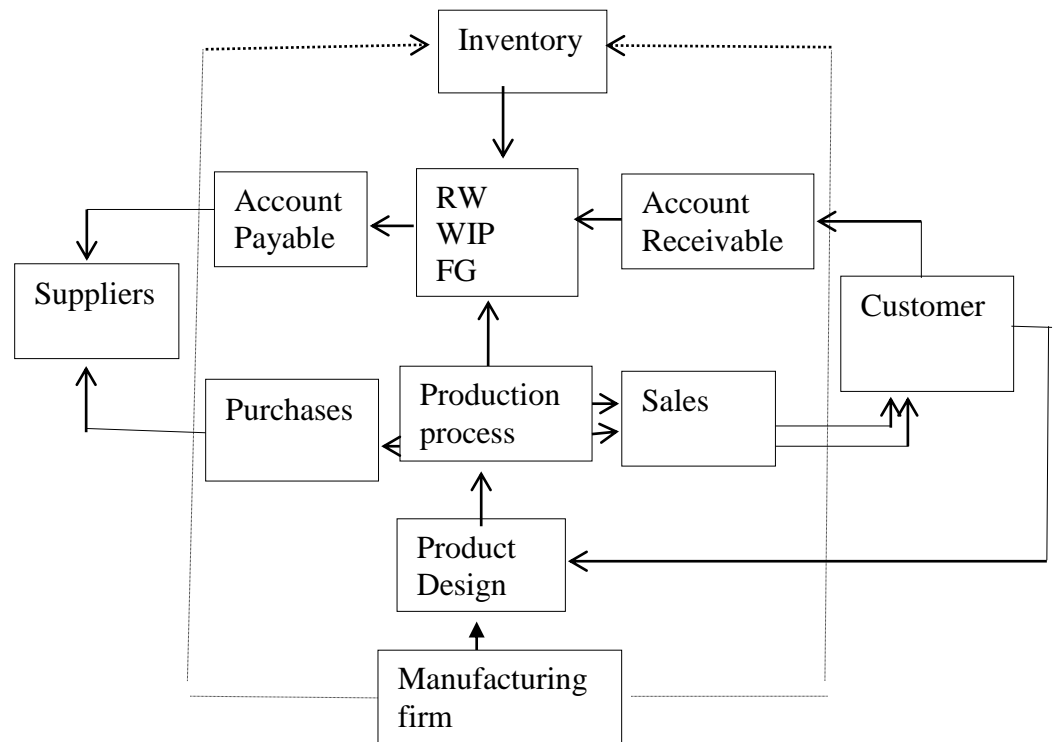 Inventory
Account
Payable
RW
WIP
FG
Account
Receivable
Suppliers
Customer
Purchases
Production
process
Sales
Product
Design
Manufacturing
firm